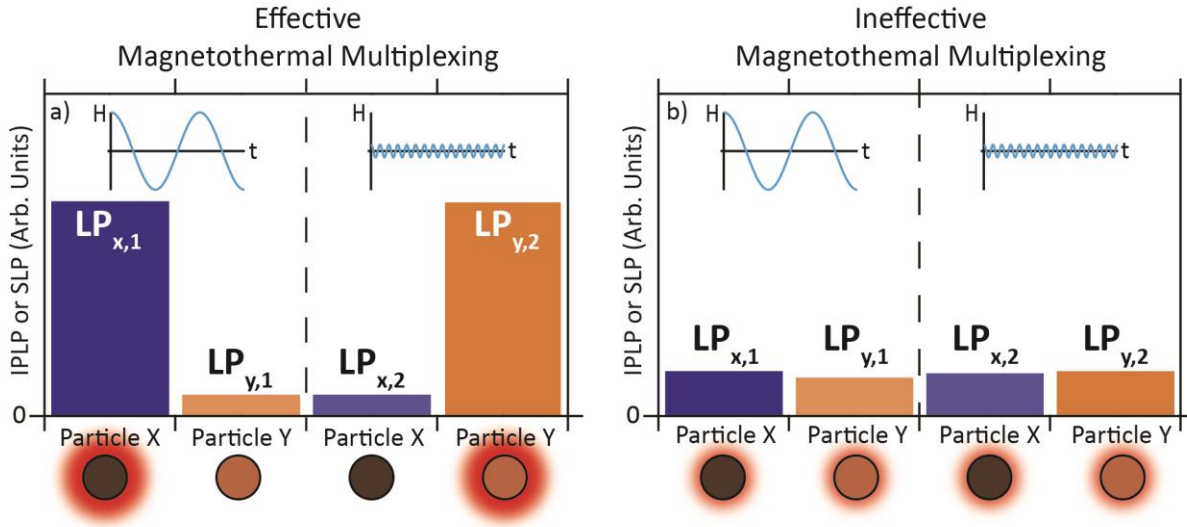 Effective
Magnetothermal Multiplexing
IPLP or SLP (Arb. Units)
0
a)
H
t
H
t
LPx,1
LPy,1
LPx,2
LPy,2
Particle X
Particle Y
Particle X
Particle Y
Ineffective
Magnetothemal Multiplexing
IPLP or SLP (Arb. Units)
0
b)
H
t
H
t
LPx,1
LPy,1
LPx,2
LPy,2
Particle X
Particle Y
Particle X
Particle Y